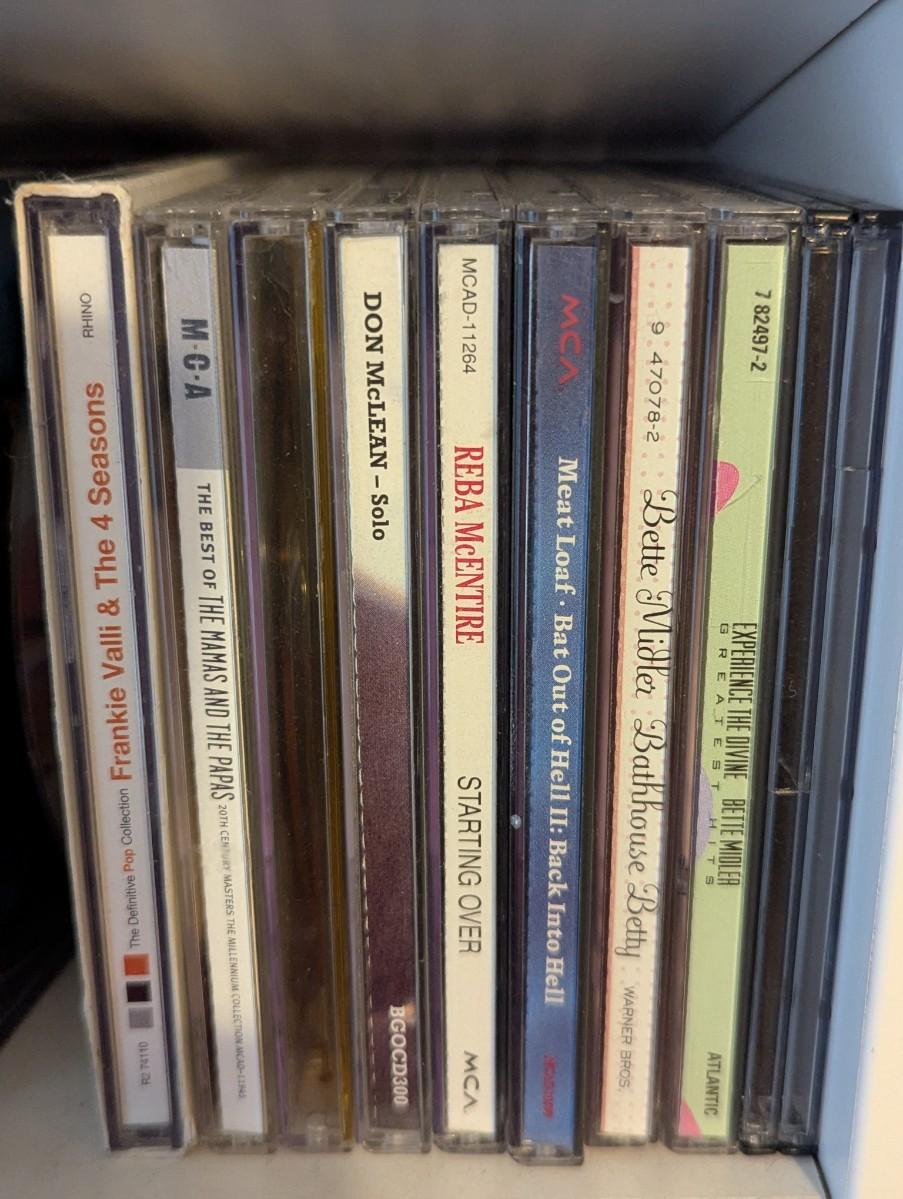 RHINO
Frankie Valli & The 4 Seasons
The Definitive Pop Collection
R2 74110
M·C·A
THE BEST OF THE MAMAS AND THE PAPAS
20TH CENTURY MASTERS THE MILLENNIUM COLLECTION MCAD-11945
DON McLEAN – Solo
BGOCD300
MCAD-11264
REBA McENTIRE
STARTING OVER
MCA
MCA
Meat Loaf · Bat Out of Hell II: Back Into Hell
9 47078-2
Bette Midler Bathhouse Betty
WARNER BROS.
7 82497-2
EXPERIENCE THE DIVINE BETTE MIDLER
GREATEST HITS
ATLANTIC